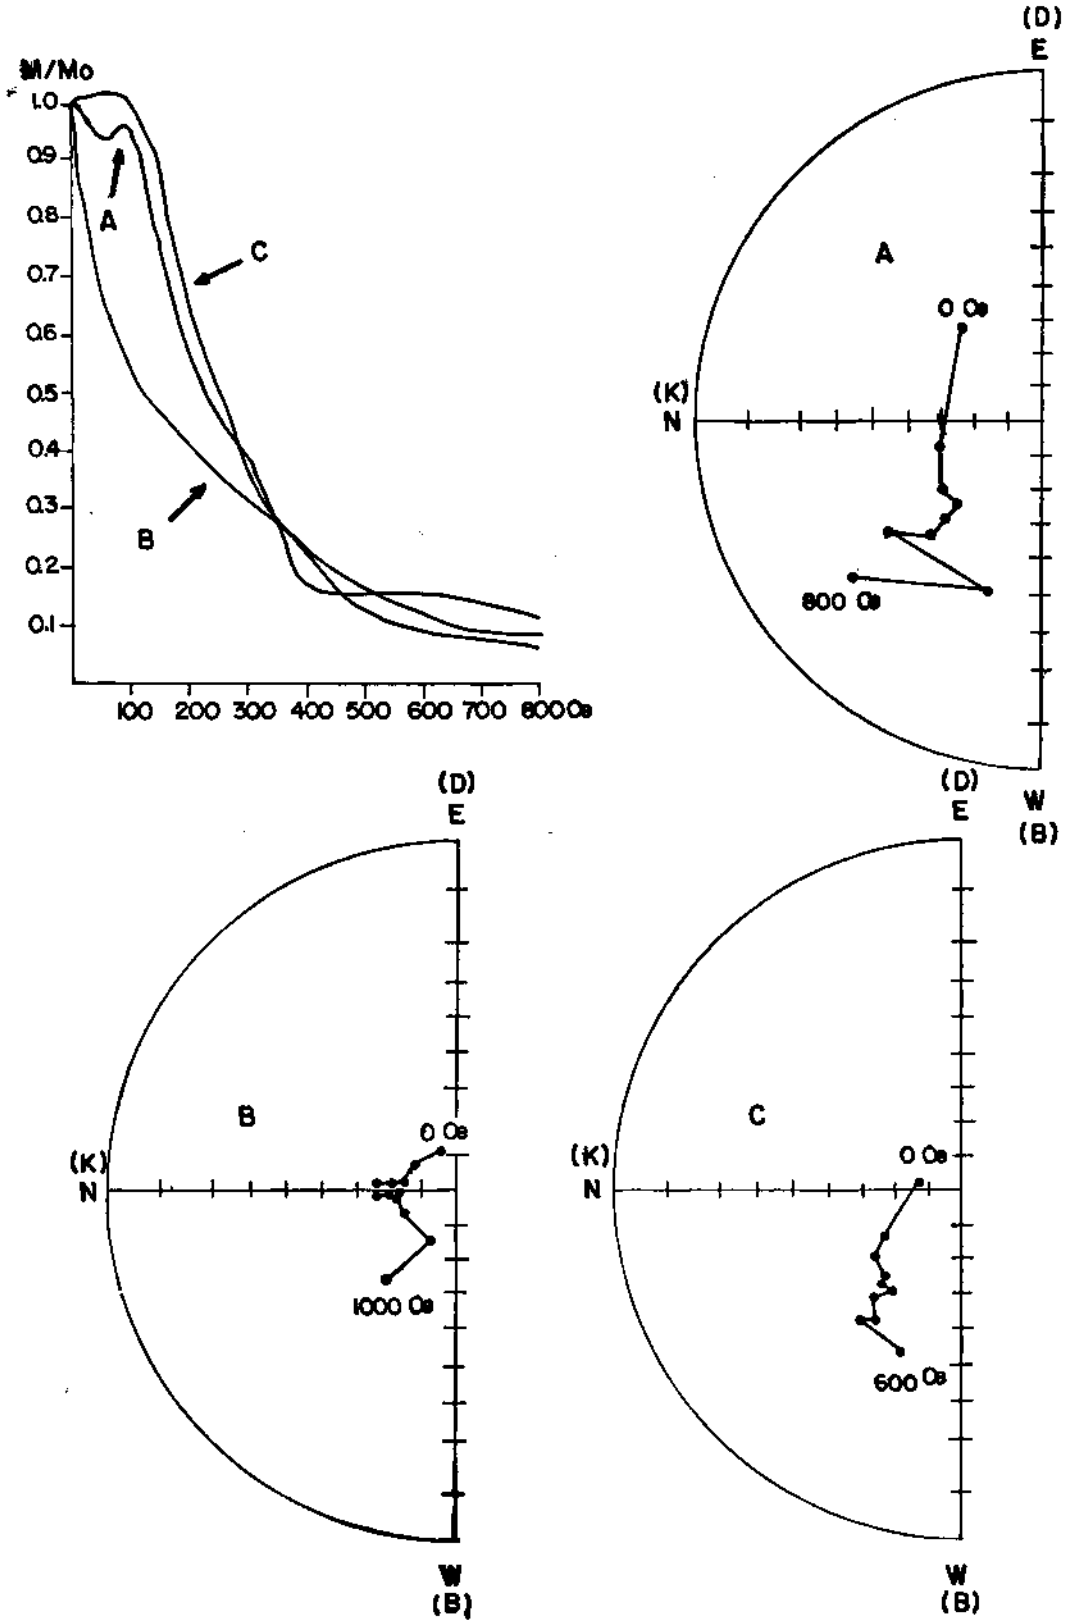 M/Mo
1.0
0.9
0.8
0.7
0.6
0.5
0.4
0.3
0.2
0.1
100 200 300 400 500 600 700 800 Oe
A
C
B
(D)
E
A
0 Oe
(K)
N
800 Oe
W
(B)
(D)
E
B
0 Oe
(K)
N
1000 Oe
W
(B)
(D)
E
C
0 Oe
(K)
N
600 Oe
W
(B)